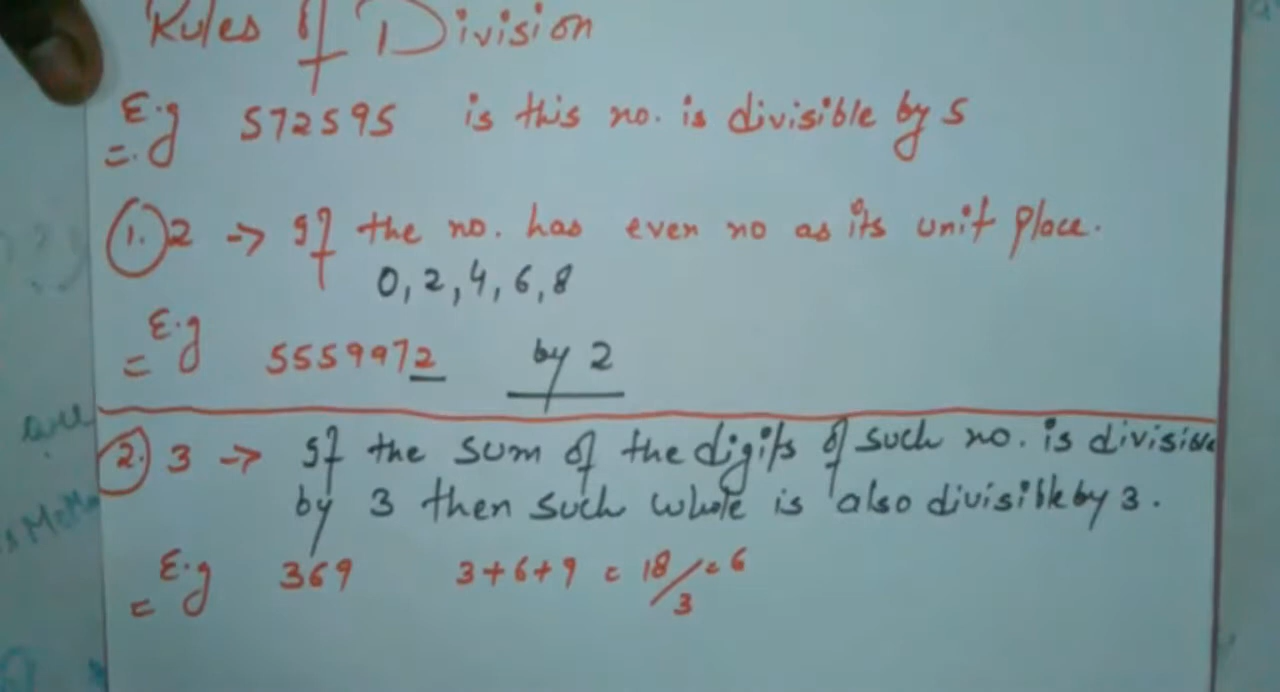 Rules of Division
E.g 572595 is this no. is divisible by 5
1. 2 → If the no. has even no as its unit place.
0, 2, 4, 6, 8
E.g 5559972 by 2
2. 3 → If the sum of the digits of such no. is divisible
by 3 then such whole is also divisible by 3.
E.g 369 3+6+9 = 18/3 = 6